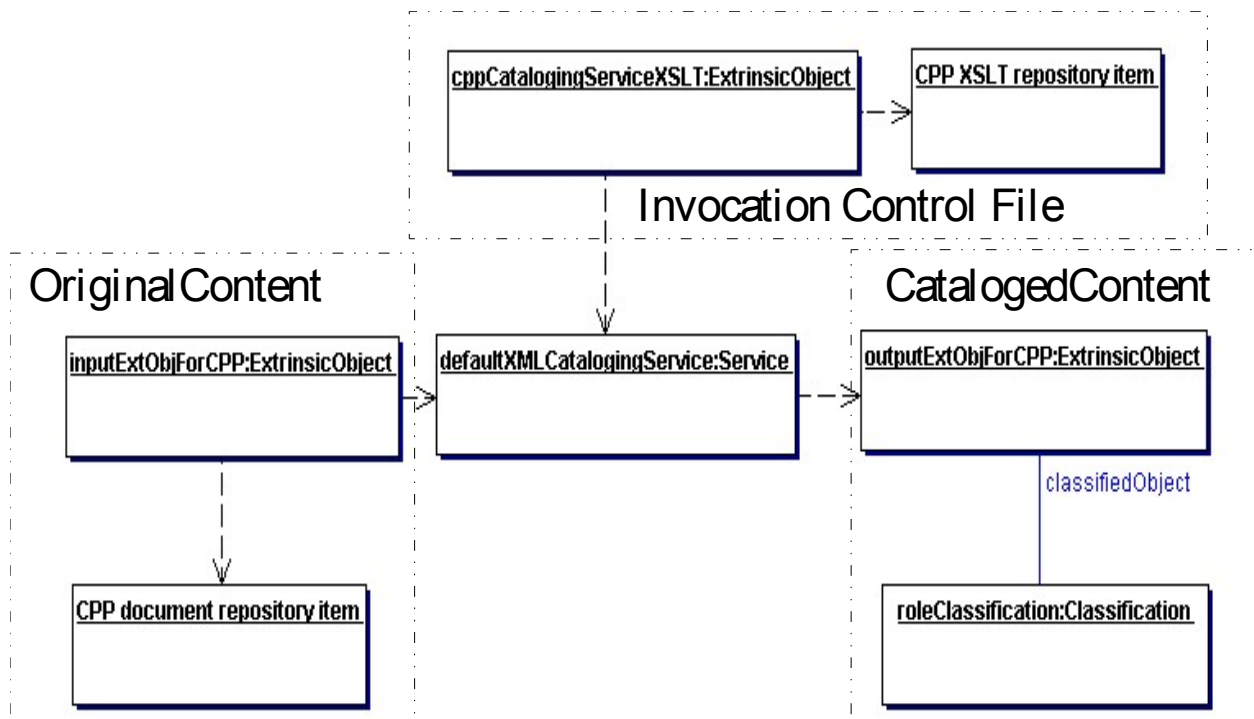 cppCatalogingServiceXSLT:ExtrinsicObject
CPP XSLT repository item
Invocation Control File
OriginalContent
CatalogedContent
inputExtObjForCPP:ExtrinsicObject
defaultXMLCatalogingService:Service
outputExtObjForCPP:ExtrinsicObject
classifiedObject
CPP document repository item
roleClassification:Classification